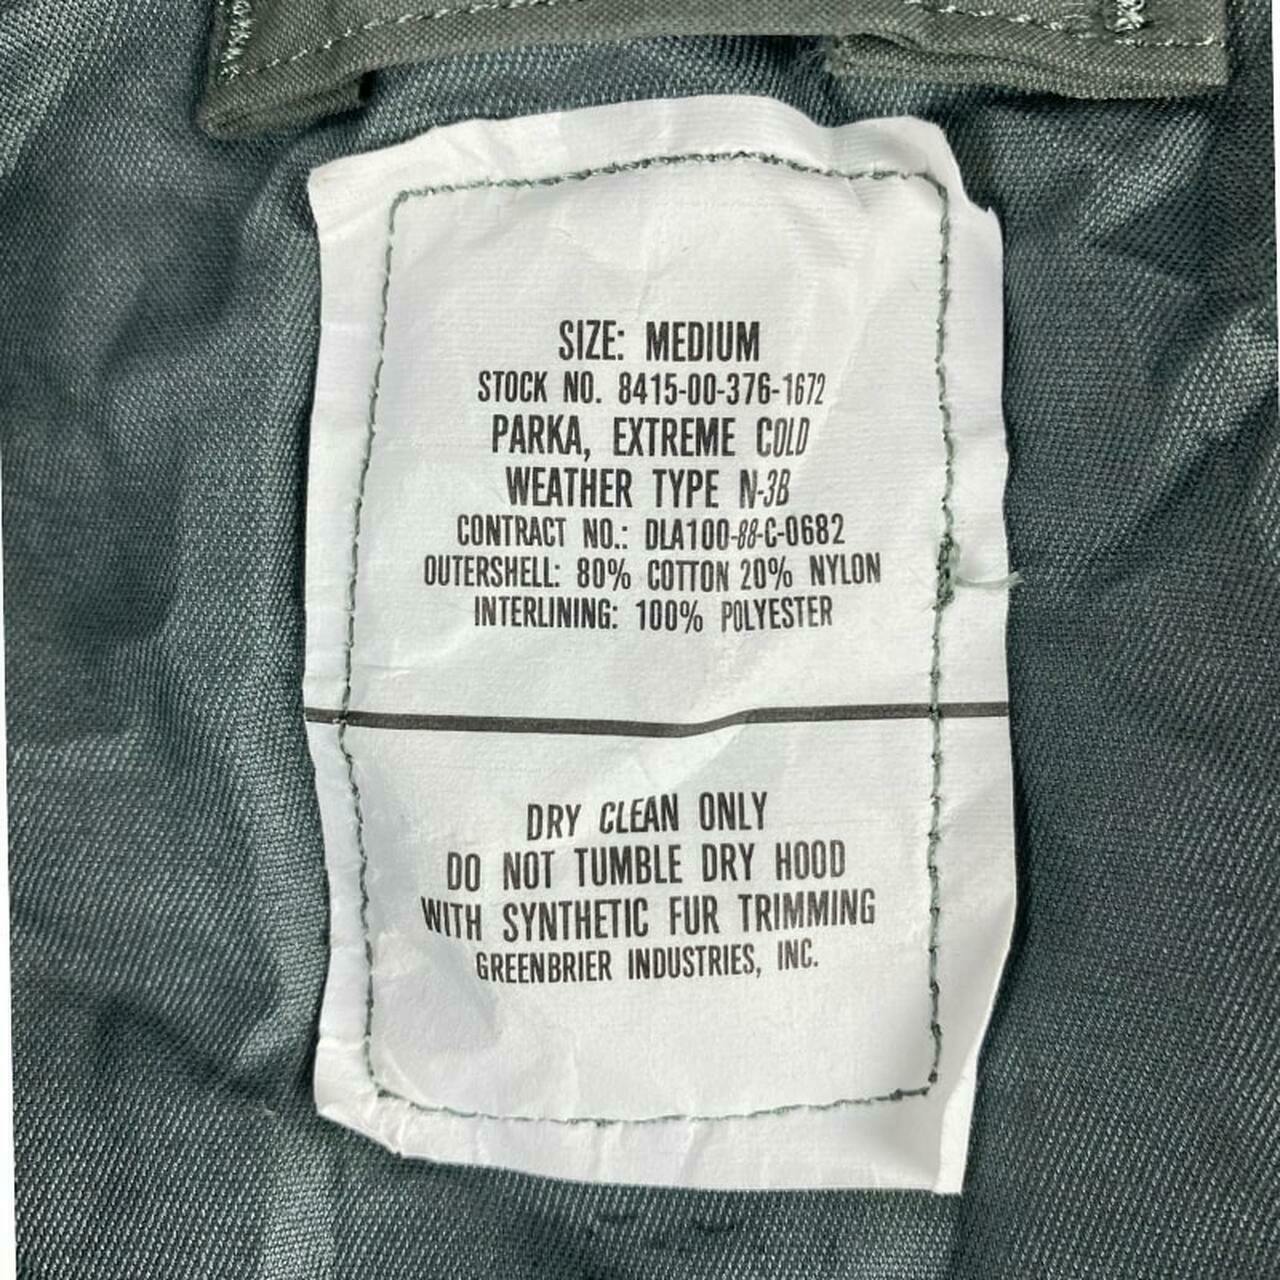 SIZE: MEDIUM
STOCK NO. 8415-00-376-1672
PARKA, EXTREME COLD
WEATHER TYPE N-3B
CONTRACT NO.: DLA100-88-C-0682
OUTERSHELL: 80% COTTON 20% NYLON
INTERLINING: 100% POLYESTER
DRY CLEAN ONLY
DO NOT TUMBLE DRY HOOD
WITH SYNTHETIC FUR TRIMMING
GREENBRIER INDUSTRIES, INC.